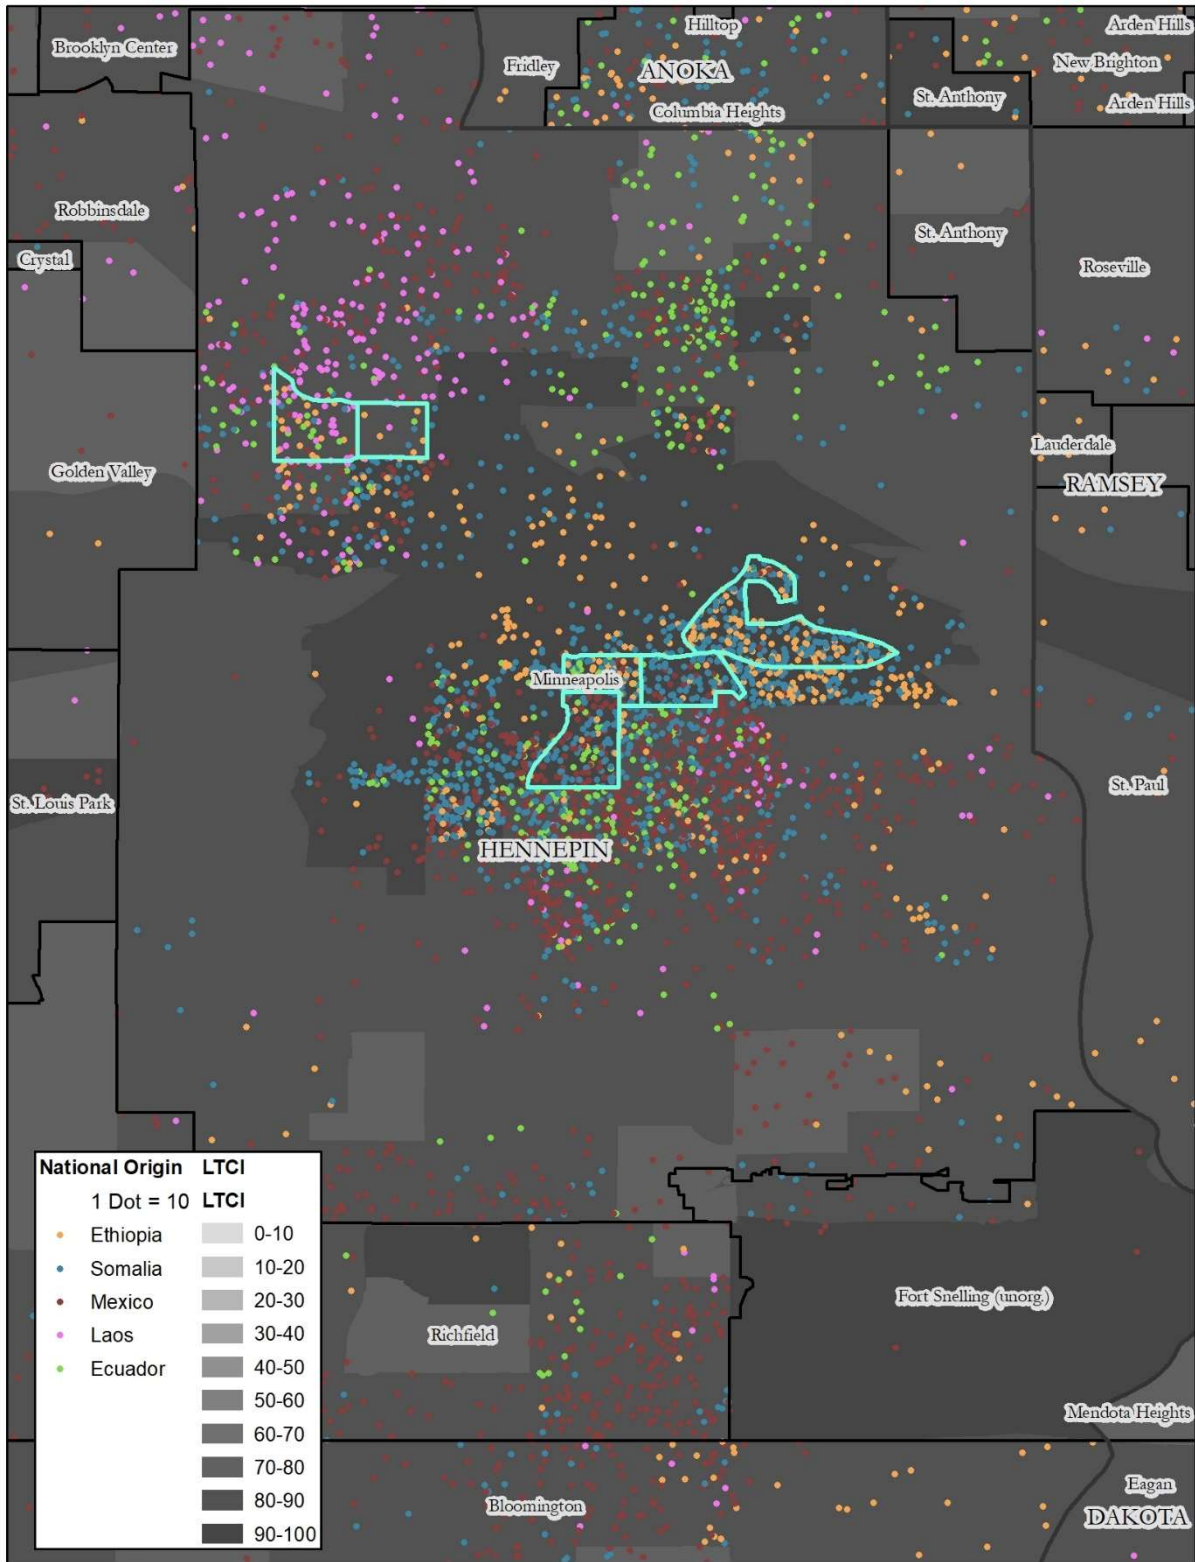 Hilltop
Arden Hills
Brooklyn Center
Fridley
ANOKA
New Brighton
St. Anthony
Arden Hills
Columbia Heights
Robbinsdale
St. Anthony
Crystal
Roseville
Lauderdale
Golden Valley
RAMSEY
Minneapolis
St. Louis Park
St. Paul
HENNEPIN
National Origin LTCI
1 Dot = 10 LTCI
Ethiopia 0-10
Somalia 10-20
Mexico 20-30
Laos 30-40
Ecuador 40-50
50-60
60-70
70-80
80-90
90-100
Fort Snelling (unorg.)
Richfield
Mendota Heights
Eagan
Bloomington
DAKOTA